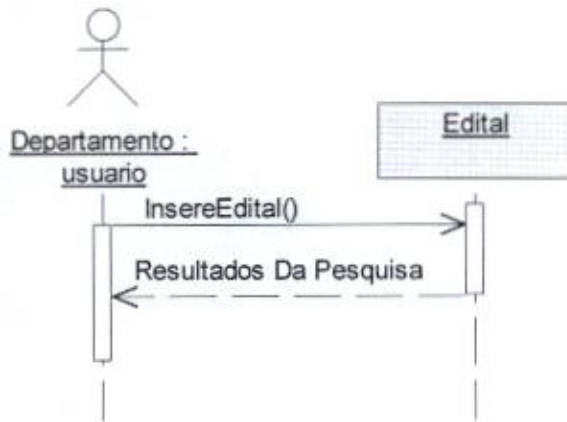 Departamento :
usuario
Edital
InsereEdital()
Resultados Da Pesquisa